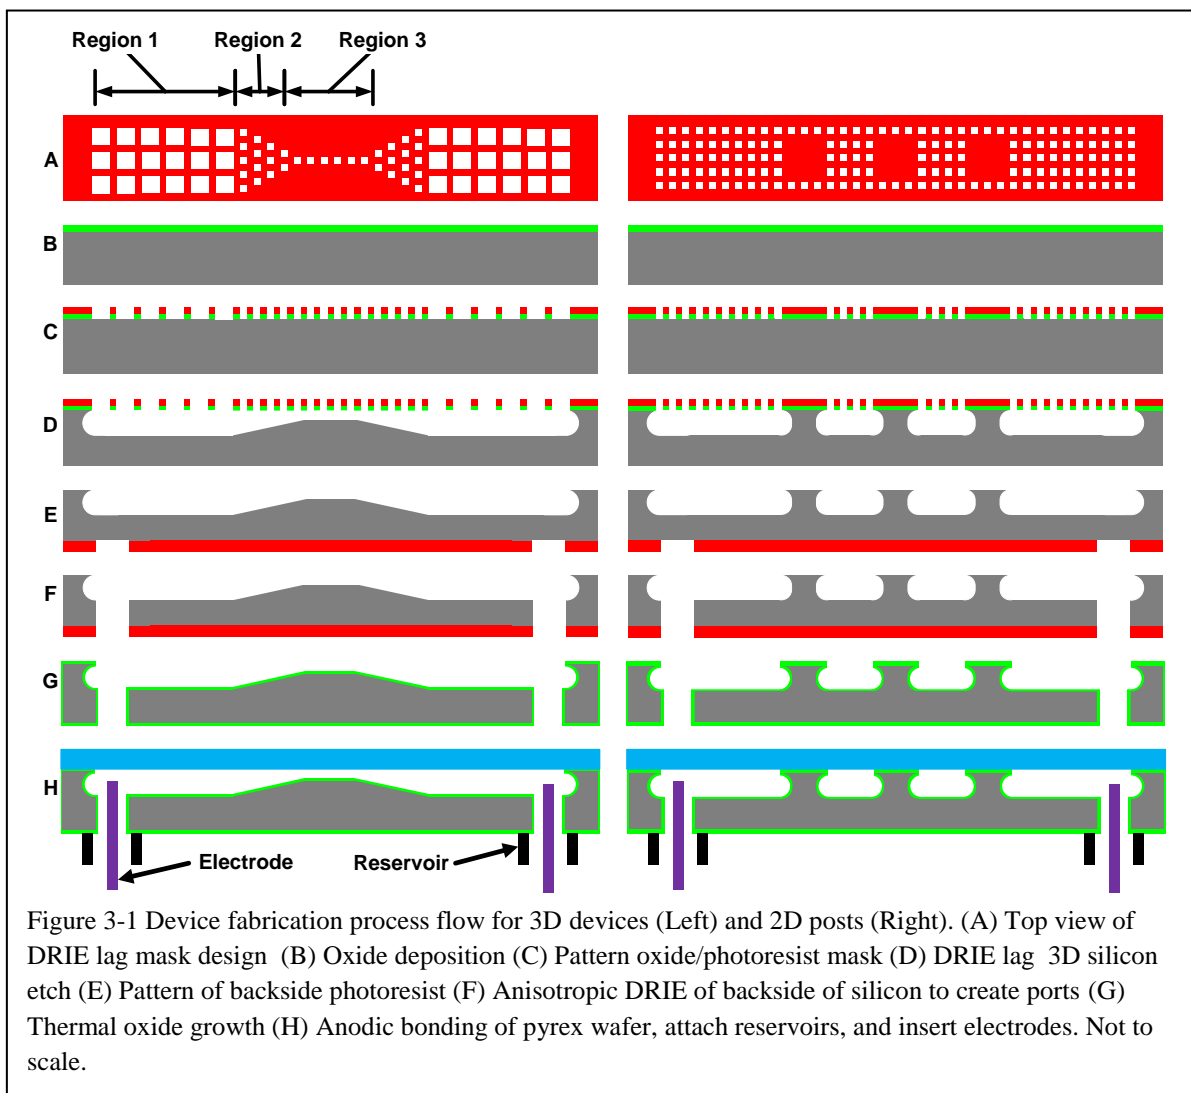 Region 1 Region 2 Region 3
A
B
C
D
E
F
G
H
Electrode Reservoir
Figure 3-1 Device fabrication process flow for 3D devices (Left) and 2D posts (Right). (A) Top view of
DRIE lag mask design (B) Oxide deposition (C) Pattern oxide/photoresist mask (D) DRIE lag 3D silicon
etch (E) Pattern of backside photoresist (F) Anisotropic DRIE of backside of silicon to create ports (G)
Thermal oxide growth (H) Anodic bonding of pyrex wafer, attach reservoirs, and insert electrodes. Not to
scale.